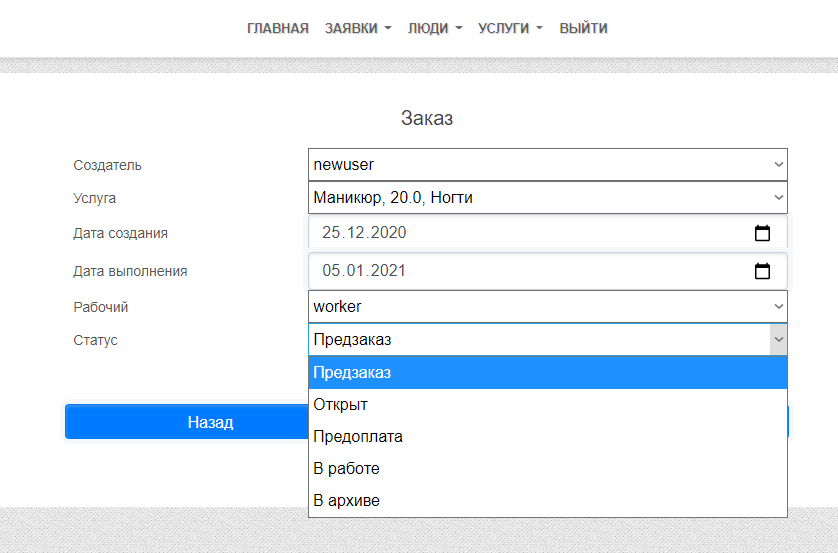 ГЛАВНАЯ ЗАЯВКИ ЛЮДИ УСЛУГИ ВЫЙТИ
Заказ
Создатель newuser
Услуга Маникюр, 20.0, Ногти
Дата создания 25.12.2020
Дата выполнения 05.01.2021
Рабочий worker
Статус Предзаказ
Предзаказ
Открыт
Назад
Предоплата
В работе
В архиве